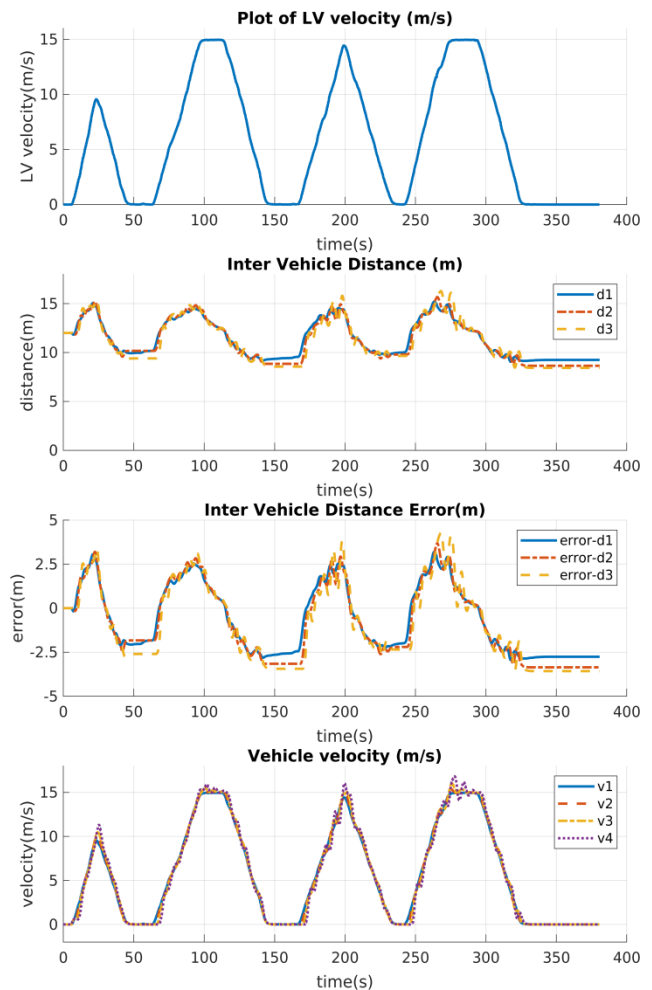 Plot of LV velocity (m/s)
15
10
5
0
LV velocity(m/s)
0 50 100 150 200 250 300 350 400
time(s)
Inter Vehicle Distance (m)
15
10
5
0
distance(m)
d1
d2
d3
0 50 100 150 200 250 300 350 400
time(s)
Inter Vehicle Distance Error(m)
5
2.5
0
-2.5
-5
error(m)
error-d1
error-d2
error-d3
0 50 100 150 200 250 300 350 400
time(s)
Vehicle velocity (m/s)
15
10
5
0
velocity(m/s)
v1
v2
v3
v4
0 50 100 150 200 250 300 350 400
time(s)